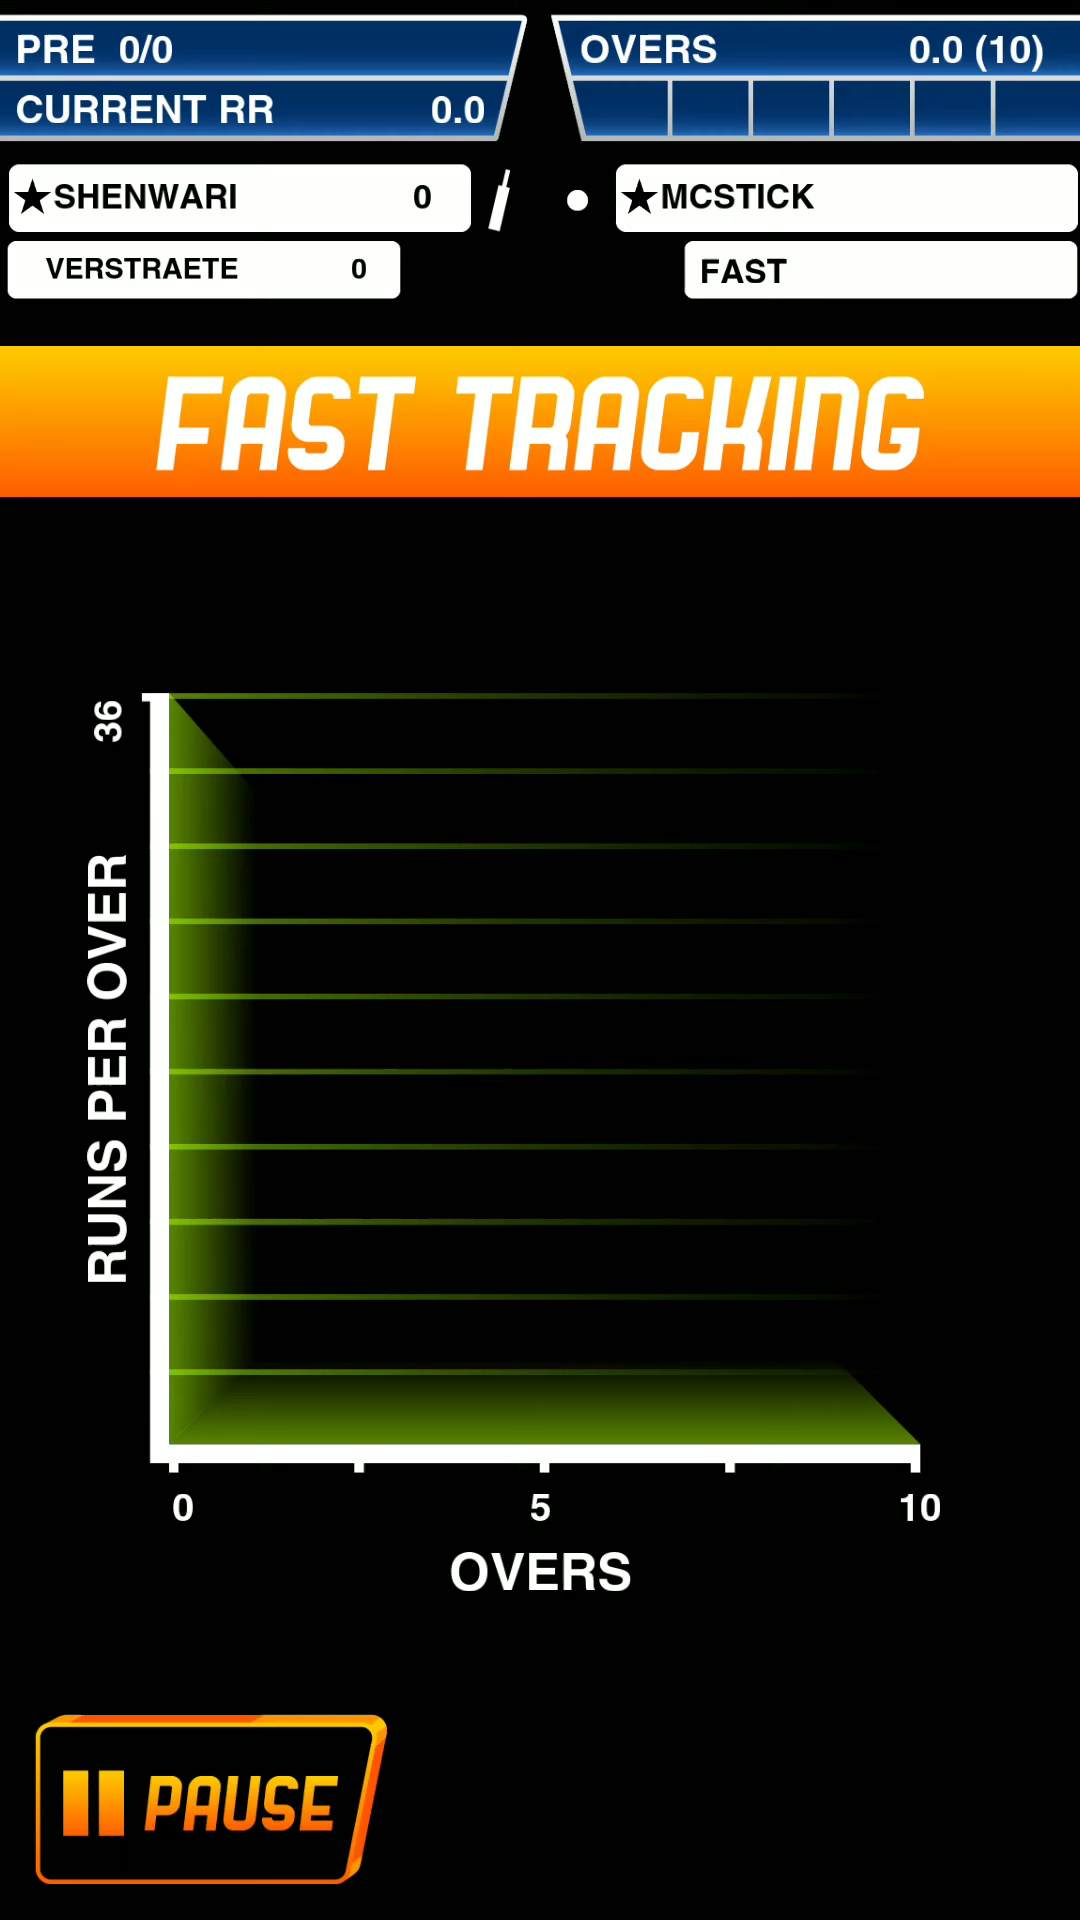 PRE 0/0
OVERS 0.0 (10)
CURRENT RR 0.0
★SHENWARI 0
★MCSTICK
VERSTRAETE 0
FAST
FAST TRACKING
36
RUNS PER OVER
0 5 10
OVERS
PAUSE